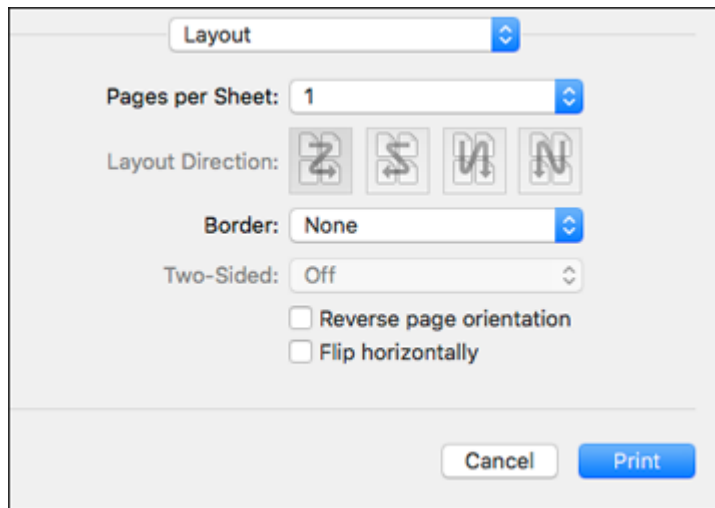 Layout
Pages per Sheet: 1
Layout Direction:
Border: None
Two-Sided: Off
Reverse page orientation
Flip horizontally
Cancel Print